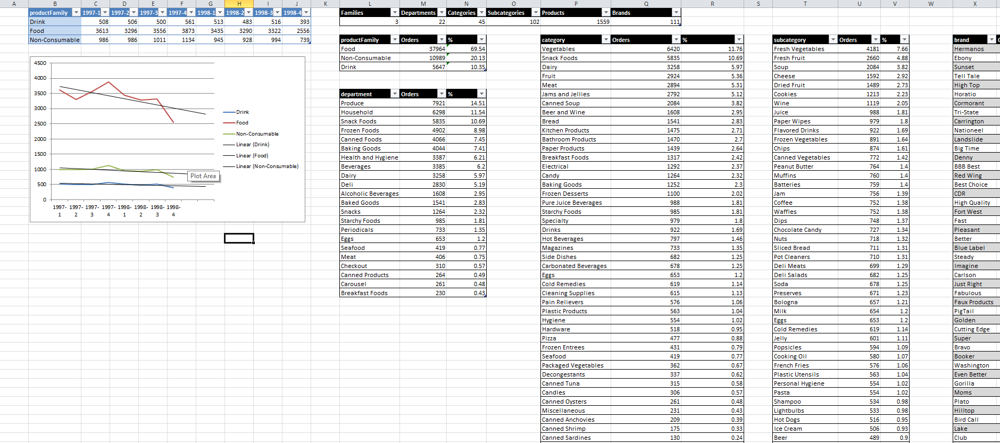 A B C D E F G H I J K L M N O P Q R S T U V W X
productFamily 1997-1 1997-2 1997-3 1997-4 1998-1 1998-2 1998-3 1998-4
Drink 508 506 500 561 513 483 516 393
Food 3613 3296 3556 3873 3435 3290 3322 2556
Non-Consumable 986 986 1011 1134 945 928 994 739
4500
4000
3500
3000
2500
2000
1500
1000
500
0
1997-1 1997-2 1997-3 1997-4 1998-1 1998-2 1998-3 1998-4
Drink
Food
Non-Consumable
Linear (Drink)
Linear (Food)
Linear (Non-Consumable)
Plot Area
Families Departments Categories Subcategories Products Brands
3 22 45 102 1559 111
productFamily Orders %
Food 37964 69.54
Non-Consumable 10989 20.13
Drink 5647 10.35
department Orders %
Produce 7921 14.51
Household 6298 11.54
Snack Foods 5835 10.69
Frozen Foods 4902 8.98
Canned Foods 4066 7.45
Baking Goods 4044 7.41
Health and Hygiene 3387 6.21
Beverages 3385 6.2
Dairy 3258 5.97
Deli 2830 5.19
Alcoholic Beverages 1608 2.95
Baked Goods 1541 2.83
Snacks 1264 2.32
Starchy Foods 985 1.81
Periodicals 733 1.35
Eggs 653 1.2
Seafood 419 0.77
Meat 406 0.75
Checkout 310 0.57
Canned Products 264 0.49
Carousel 261 0.48
Breakfast Foods 230 0.43
category Orders %
Vegetables 6420 11.76
Snack Foods 5835 10.69
Dairy 3258 5.97
Fruit 2924 5.36
Meat 2894 5.31
Jams and Jellies 2792 5.12
Canned Soup 2084 3.82
Beer and Wine 1608 2.95
Bread 1541 2.83
Kitchen Products 1475 2.71
Bathroom Products 1470 2.7
Paper Products 1439 2.64
Breakfast Foods 1317 2.42
Electrical 1292 2.37
Candy 1264 2.32
Baking Goods 1252 2.3
Frozen Desserts 1100 2.02
Pure Juice Beverages 988 1.81
Starchy Foods 985 1.81
Specialty 979 1.8
Drinks 922 1.69
Hot Beverages 797 1.46
Magazines 733 1.35
Side Dishes 682 1.25
Carbonated Beverages 678 1.25
Eggs 653 1.2
Cold Remedies 619 1.14
Cleaning Supplies 615 1.13
Pain Relievers 576 1.06
Plastic Products 563 1.04
Hygiene 554 1.02
Hardware 518 0.95
Pizza 477 0.88
Frozen Entrees 431 0.79
Seafood 419 0.77
Packaged Vegetables 362 0.67
Decongestants 337 0.62
Canned Tuna 315 0.58
Candles 306 0.57
Canned Oysters 261 0.48
Miscellaneous 231 0.43
Canned Anchovies 209 0.39
Canned Shrimp 175 0.33
Canned Sardines 130 0.24
subcategory Orders %
Fresh Vegetables 4181 7.66
Fresh Fruit 2660 4.88
Soup 2084 3.82
Cheese 1592 2.92
Dried Fruit 1489 2.73
Cookies 1213 2.23
Wine 1119 2.05
Juice 988 1.81
Paper Wipes 979 1.8
Flavored Drinks 922 1.69
Frozen Vegetables 891 1.64
Chips 874 1.61
Canned Vegetables 772 1.42
Peanut Butter 764 1.4
Muffins 760 1.4
Batteries 759 1.4
Jam 756 1.39
Coffee 752 1.38
Waffles 752 1.38
Dips 748 1.37
Chocolate Candy 727 1.34
Nuts 718 1.32
Sliced Bread 711 1.31
Pot Cleaners 710 1.31
Deli Meats 699 1.29
Deli Salads 682 1.25
Soda 678 1.25
Preserves 671 1.23
Bologna 657 1.21
Milk 654 1.2
Eggs 653 1.2
Cold Remedies 619 1.14
Jelly 601 1.11
Popsicles 594 1.09
Cooking Oil 580 1.07
French Fries 576 1.06
Plastic Utensils 563 1.04
Personal Hygiene 554 1.02
Pasta 554 1.02
Shampoo 534 0.98
Lightbulbs 533 0.98
Hot Dogs 516 0.95
Ice Cream 506 0.93
Beer 489 0.9
brand
Hermanos
Ebony
Sunset
Tell Tale
High Top
Horatio
Cormorant
Tri-State
Carrington
Nationeel
Landslide
Big Time
Denny
BBB Best
Red Wing
Best Choice
CDR
High Quality
Fort West
Fast
Pleasant
Better
Blue Label
Steady
Imagine
Carlson
Just Right
Fabulous
Faux Products
PigTail
Golden
Cutting Edge
Super
Bravo
Booker
Washington
Even Better
Gorilla
Moms
Plato
Hilltop
Bird Call
Lake
Club